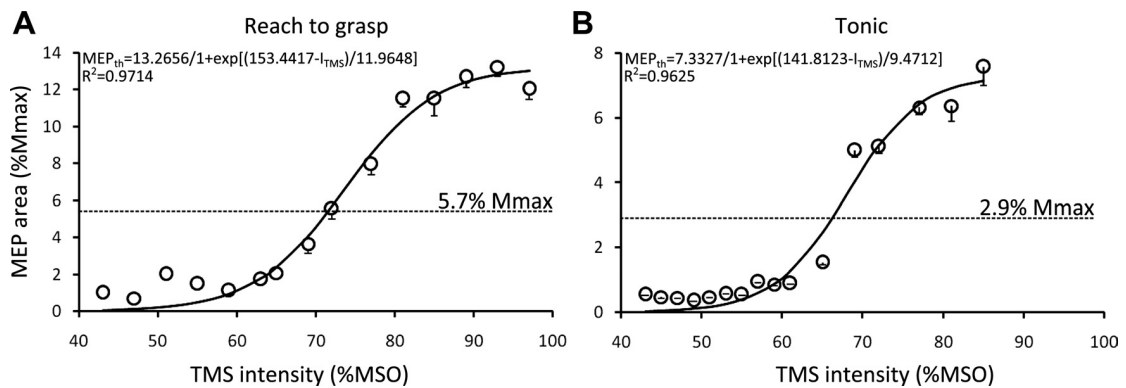 A Reach to grasp
MEPth=13.2656/1+exp[(153.4417-ITMS)/11.9648]
R²=0.9714
MEP area (%Mmax)
14
12
10
8
6
4
2
0
5.7% Mmax
40 50 60 70 80 90 100
TMS intensity (%MSO)
B Tonic
MEPth=7.3327/1+exp[(141.8123-ITMS)/9.4712]
R²=0.9625
8
6
4
2
0
2.9% Mmax
40 50 60 70 80 90 100
TMS intensity (%MSO)